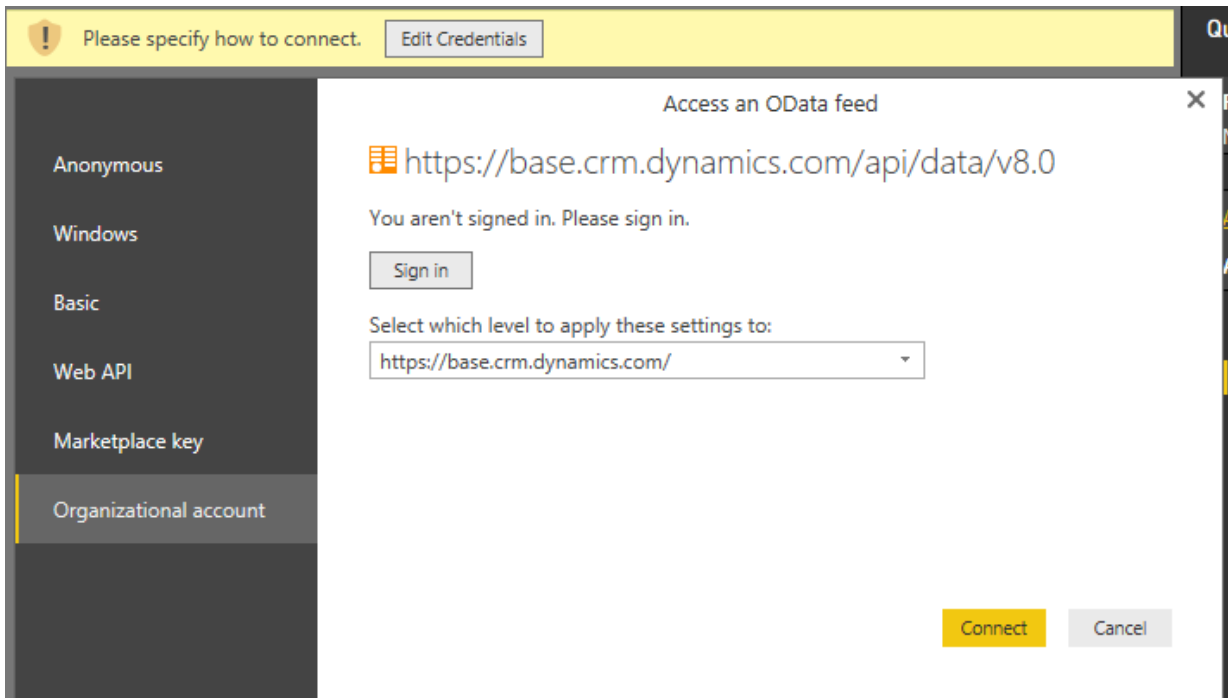 Please specify how to connect.
Edit Credentials
Access an OData feed
https://base.crm.dynamics.com/api/data/v8.0
You aren't signed in. Please sign in.
Sign in
Select which level to apply these settings to:
https://base.crm.dynamics.com/
Anonymous
Windows
Basic
Web API
Marketplace key
Organizational account
Connect
Cancel